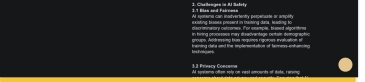 3. Challenges in AI Safety
3.1 Bias and Fairness
AI systems can inadvertently perpetuate or amplify
existing biases present in training data, leading to
discriminatory outcomes. For example, biased algorithms
in hiring processes may disadvantage certain demographic
groups. Addressing bias requires rigorous evaluation of
training data and the implementation of fairness-enhancing
techniques.
3.2 Privacy Concerns
AI systems often rely on vast amounts of data, raising